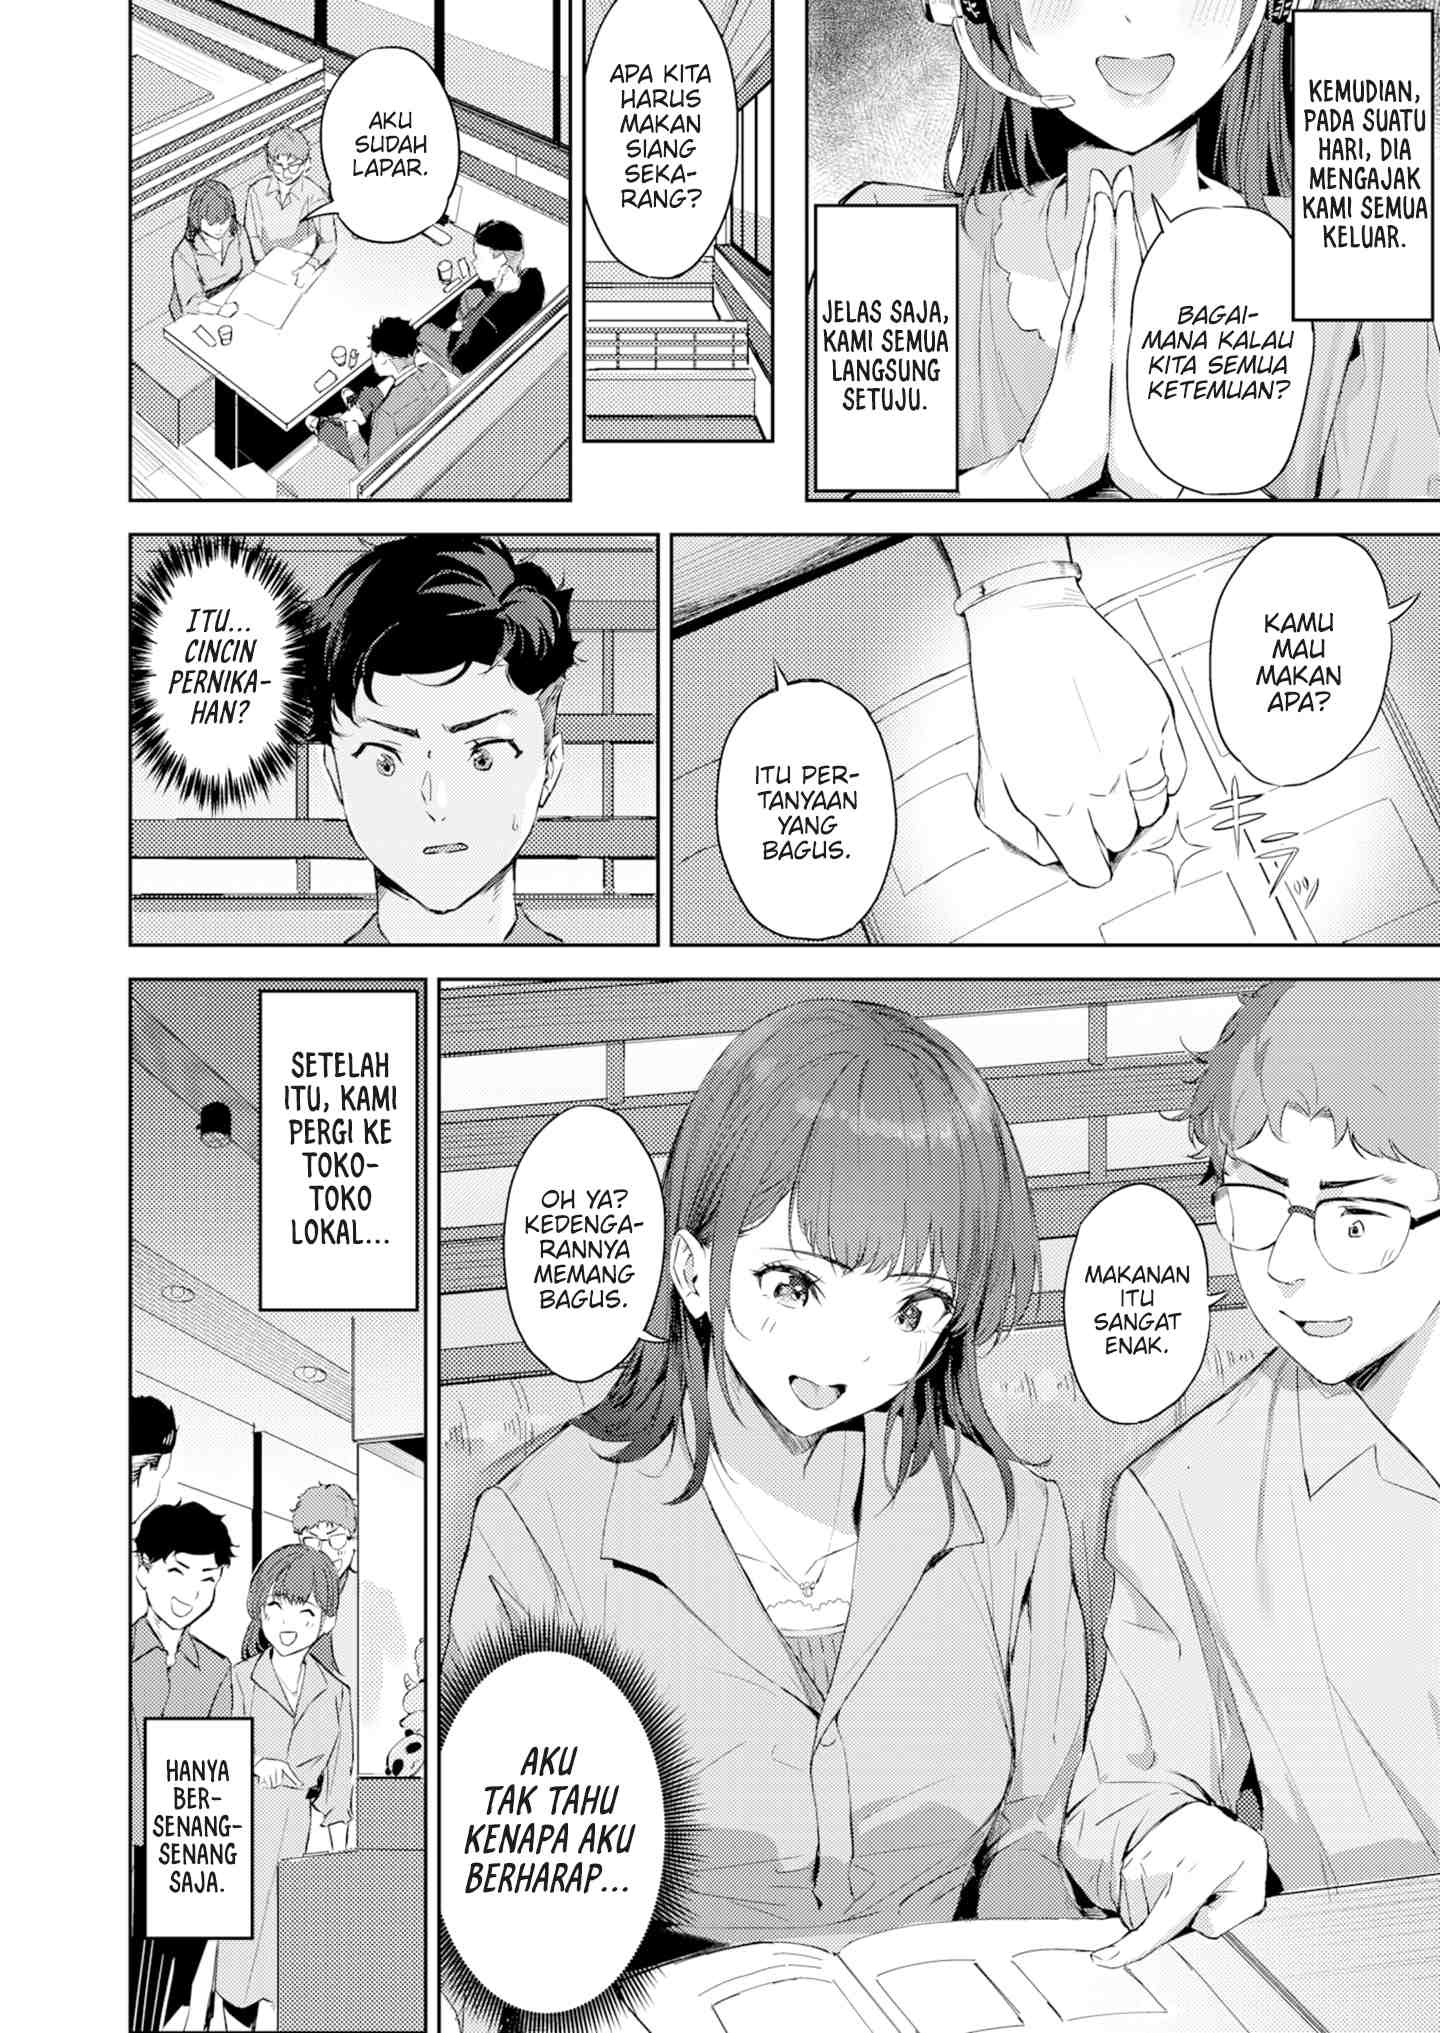 KEMUDIAN,
PADA SUATU
HARI, DIA
MENGAJAK
KAMI SEMUA
KELUAR.
BAGAI-
MANA KALAU
KITA SEMUA
KETEMUAN?
JELAS SAJA,
KAMI SEMUA
LANGSUNG
SETUJU.
APA KITA
HARUS
MAKAN
SIANG
SEKA-
RANG?
AKU
SUDAH
LAPAR.
KAMU
MAU
MAKAN
APA?
ITU PER-
TANYAAN
YANG
BAGUS.
ITU...
CINCIN
PERNIKA-
HAN?
MAKANAN
ITU
SANGAT
ENAK.
OH YA?
KEDENGA-
RANNYA
MEMANG
BAGUS.
AKU
TAK TAHU
KENAPA AKU
BERHARAP...
SETELAH
ITU, KAMI
PERGI KE
TOKO-
TOKO
LOKAL...
HANYA
BER-
SENANG-
SENANG
SAJA.